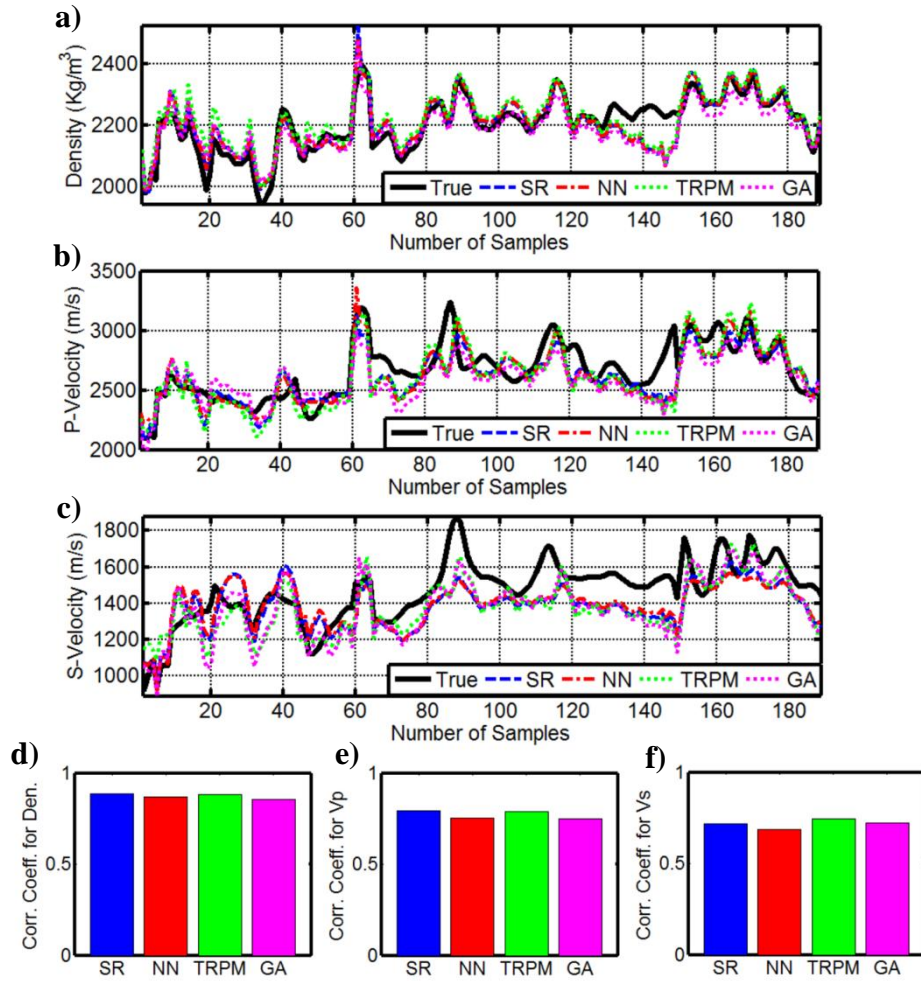 a)
Density (Kg/m³)
2400
2200
2000
True SR NN TRPM GA
20 40 60 80 100 120 140 160 180
Number of Samples
b)
P-Velocity (m/s)
3500
3000
2500
2000
True SR NN TRPM GA
20 40 60 80 100 120 140 160 180
Number of Samples
c)
S-Velocity (m/s)
1800
1600
1400
1200
1000
True SR NN TRPM GA
20 40 60 80 100 120 140 160 180
Number of Samples
d)
Corr. Coeff. for Den.
1
0.5
0
SR NN TRPM GA
e)
Corr. Coeff. for Vp
1
0.5
0
SR NN TRPM GA
f)
Corr. Coeff. for Vs
1
0.5
0
SR NN TRPM GA